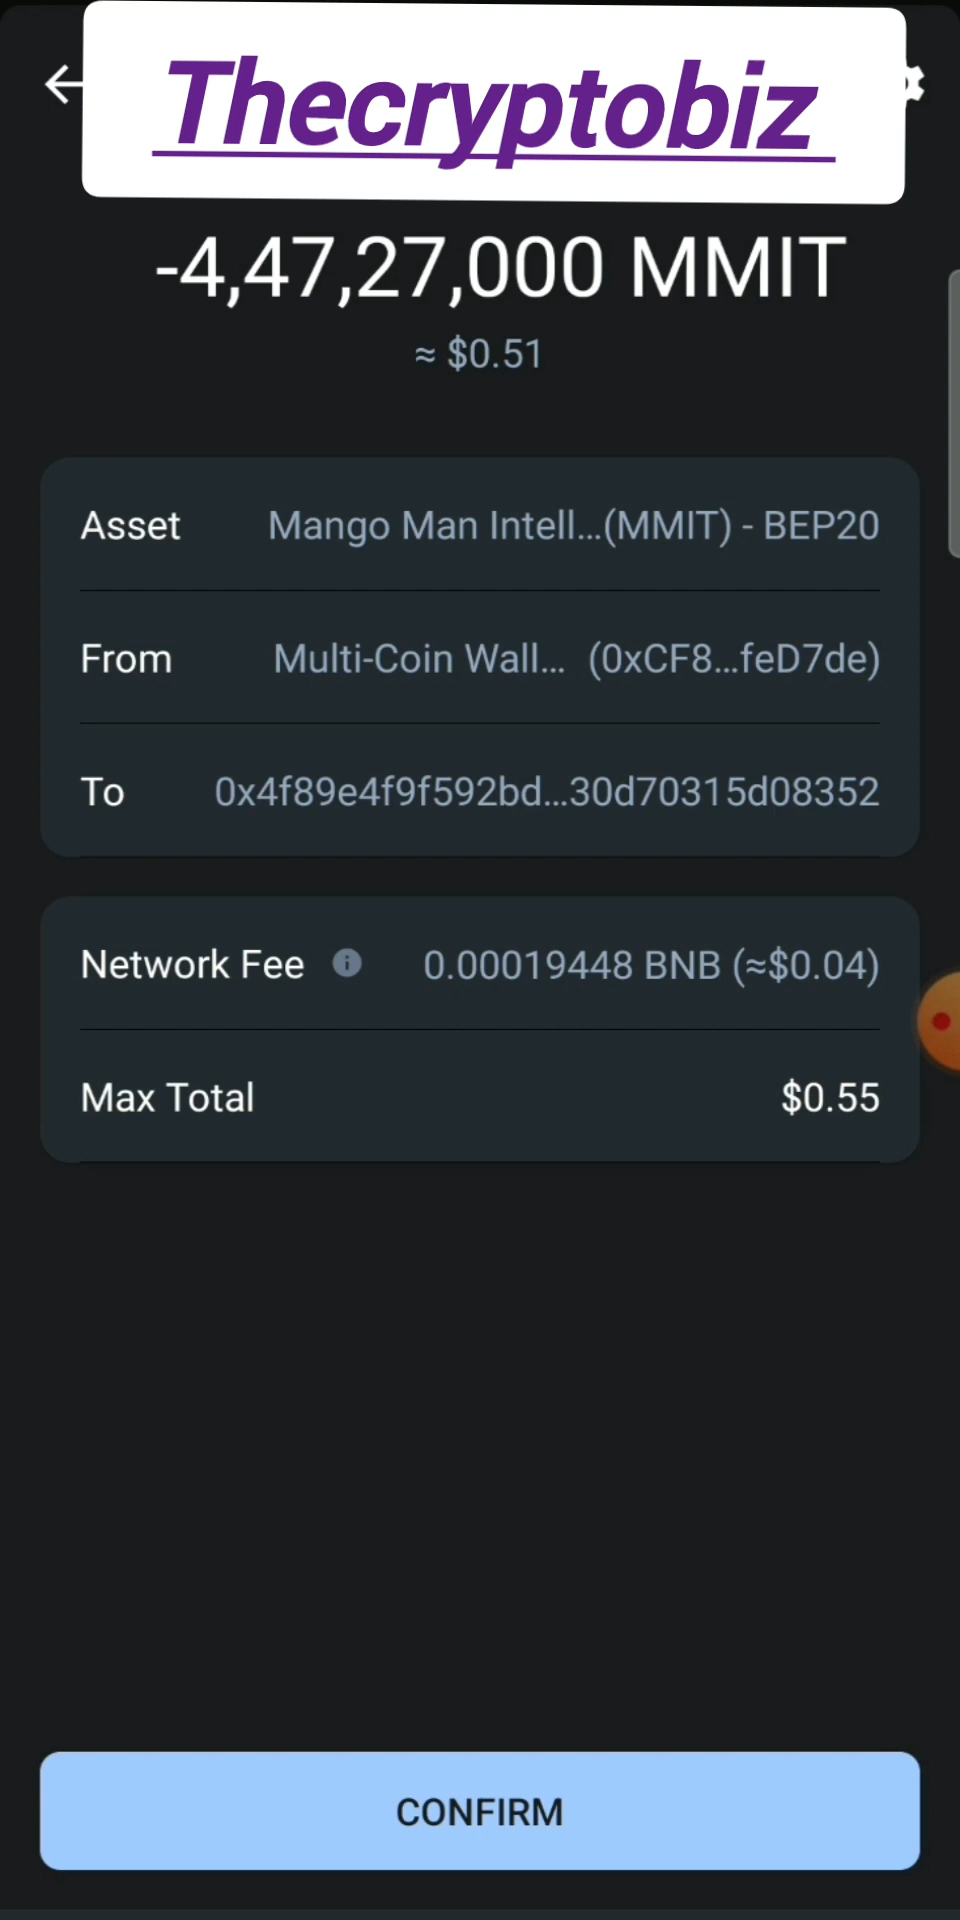 Thecryptobiz
-4,47,27,000 MMIT
≈ $0.51
Asset Mango Man Intell...(MMIT) - BEP20
From Multi-Coin Wall... (0xCF8...feD7de)
To 0x4f89e4f9f592bd...30d70315d08352
Network Fee 0.00019448 BNB (≈$0.04)
Max Total $0.55
CONFIRM